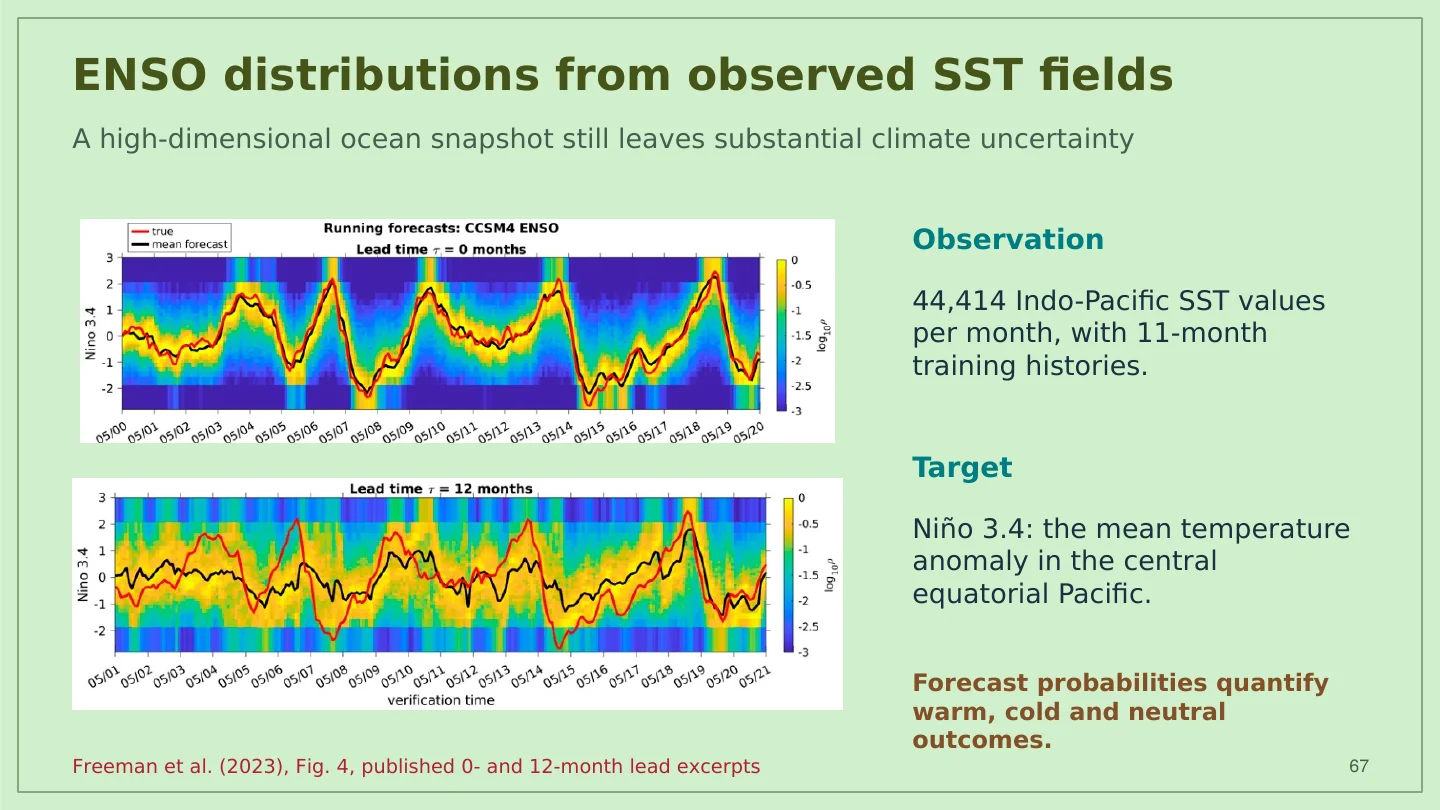 ENSO distributions from observed SST fields
A high-dimensional ocean snapshot still leaves substantial climate uncertainty
true
mean forecast
Running forecasts: CCSM4 ENSO
Lead time τ = 0 months
3
2
1
0
-1
-2
Nino 3.4
05/00 05/01 05/02 05/03 05/04 05/05 05/06 05/07 05/08 05/09 05/10 05/11 05/12 05/13 05/14 05/15 05/16 05/17 05/18 05/19 05/20
0
-0.5
-1
-1.5
-2
-2.5
-3
log10ρ
Lead time τ = 12 months
3
2
1
0
-1
-2
Nino 3.4
05/01 05/02 05/03 05/04 05/05 05/06 05/07 05/08 05/09 05/10 05/11 05/12 05/13 05/14 05/15 05/16 05/17 05/18 05/19 05/20 05/21
verification time
0
-0.5
-1
-1.5
-2
-2.5
-3
log10ρ
Observation
44,414 Indo-Pacific SST values
per month, with 11-month
training histories.
Target
Niño 3.4: the mean temperature
anomaly in the central
equatorial Pacific.
Forecast probabilities quantify
warm, cold and neutral
outcomes.
Freeman et al. (2023), Fig. 4, published 0- and 12-month lead excerpts
67